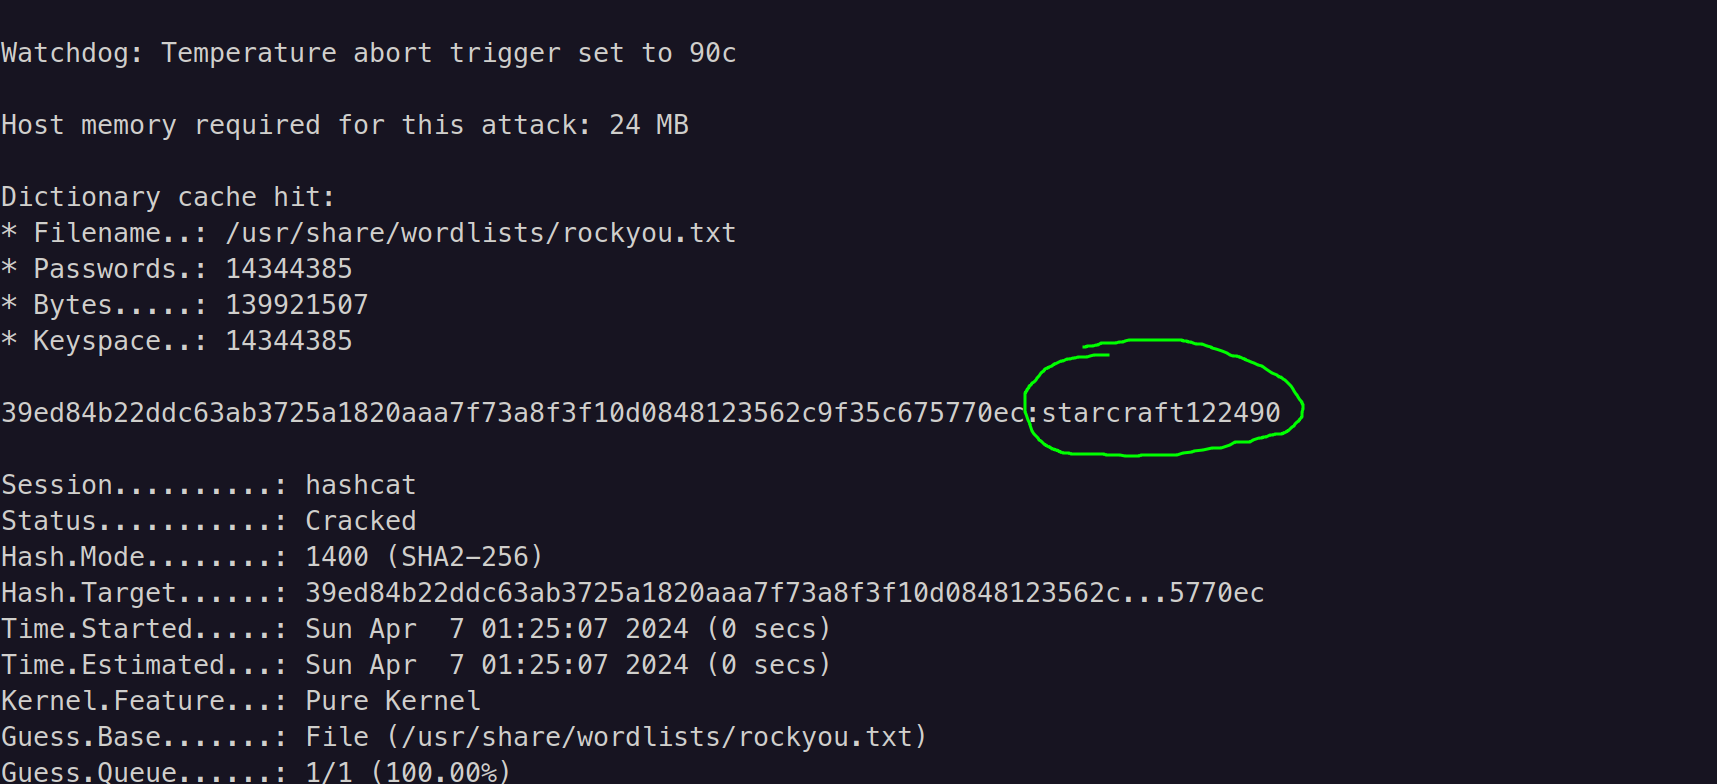 Watchdog: Temperature abort trigger set to 90c
Host memory required for this attack: 24 MB
Dictionary cache hit:
* Filename..: /usr/share/wordlists/rockyou.txt
* Passwords.: 14344385
* Bytes.....: 139921507
* Keyspace..: 14344385
39ed84b22ddc63ab3725a1820aaa7f73a8f3f10d0848123562c9f35c675770ec:starcraft122490
Session..........: hashcat
Status...........: Cracked
Hash.Mode........: 1400 (SHA2-256)
Hash.Target......: 39ed84b22ddc63ab3725a1820aaa7f73a8f3f10d0848123562c...5770ec
Time.Started.....: Sun Apr  7 01:25:07 2024 (0 secs)
Time.Estimated...: Sun Apr  7 01:25:07 2024 (0 secs)
Kernel.Feature...: Pure Kernel
Guess.Base.......: File (/usr/share/wordlists/rockyou.txt)
Guess.Queue......: 1/1 (100.00%)